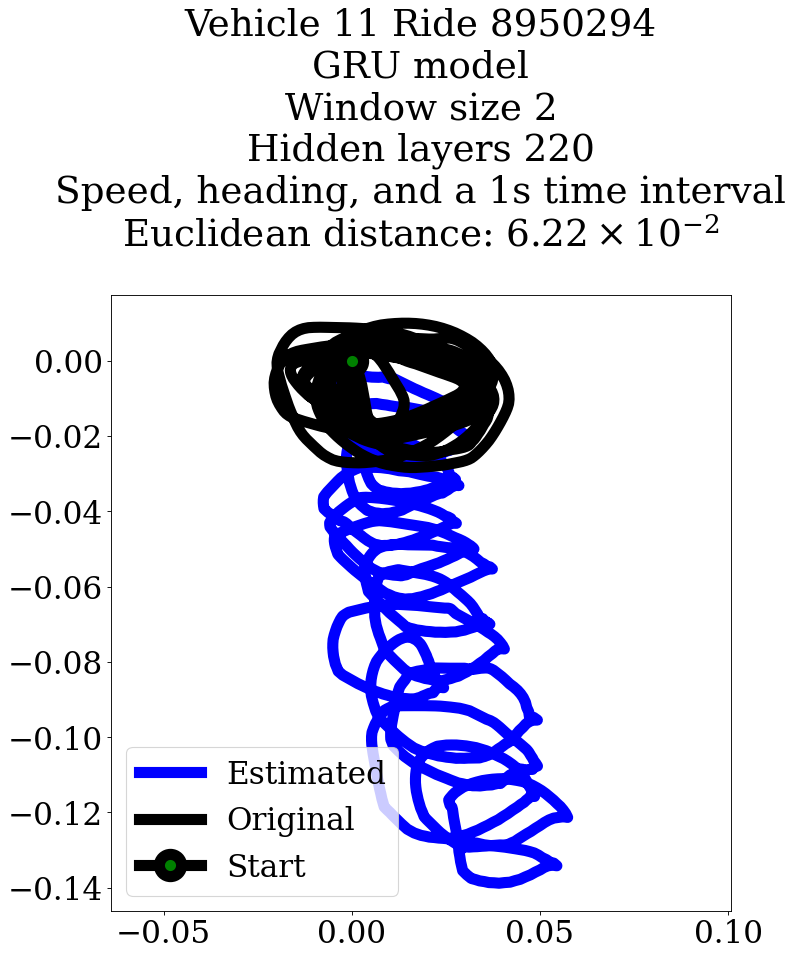 Vehicle 11 Ride 8950294
GRU model
Window size 2
Hidden layers 220
Speed, heading, and a 1s time interval
Euclidean distance: 6.22 × 10⁻²
0.00
−0.02
−0.04
−0.06
−0.08
−0.10
−0.12
−0.14
Estimated
Original
Start
−0.05
0.00
0.05
0.10